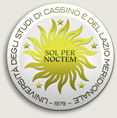 UNIVERSITÀ DEGLI STUDI DI CASSINO E DEL LAZIO MERIDIONALE
SOL PER
NOCTEM
- 1979 -